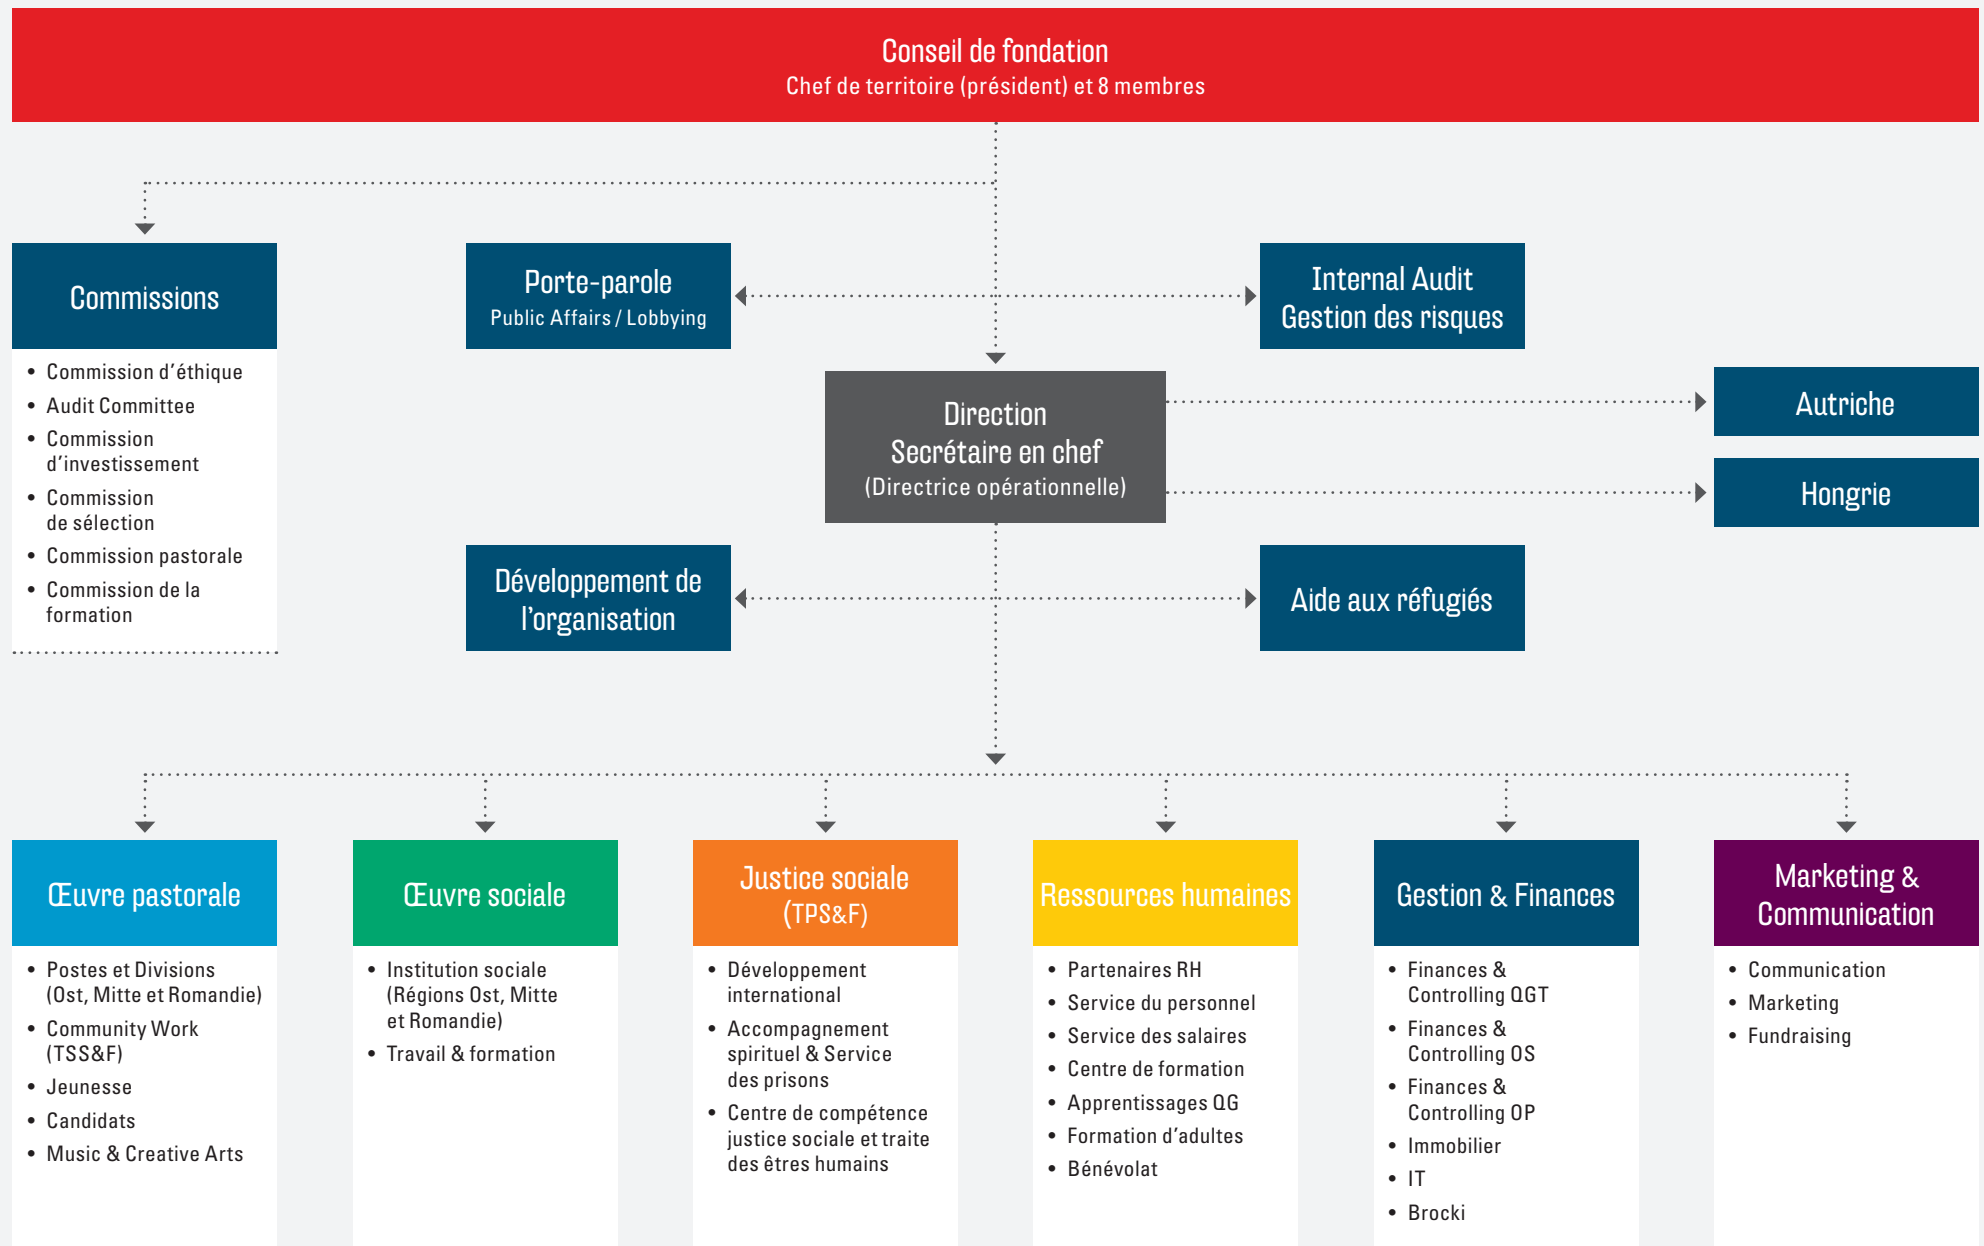 Conseil de fondation
Chef de territoire (président) et 8 membres
Commissions
• Commission d'éthique
• Audit Committee
• Commission
d'investissement
• Commission
de sélection
• Commission pastorale
• Commission de la
formation
Porte-parole
Public Affairs / Lobbying
Internal Audit
Gestion des risques
Direction
Secrétaire en chef
(Directrice opérationnelle)
Autriche
Hongrie
Développement de
l'organisation
Aide aux réfugiés
Œuvre pastorale
• Postes et Divisions
(Ost, Mitte et Romandie)
• Community Work
(TSS&F)
• Jeunesse
• Candidats
• Music & Creative Arts
Œuvre sociale
• Institution sociale
(Régions Ost, Mitte
et Romandie)
• Travail & formation
Justice sociale
(TPS&F)
• Développement
international
• Accompagnement
spirituel & Service
des prisons
• Centre de compétence
justice sociale et traite
des êtres humains
Ressources humaines
• Partenaires RH
• Service du personnel
• Service des salaires
• Centre de formation
• Apprentissages QG
• Formation d'adultes
• Bénévolat
Gestion & Finances
• Finances &
Controlling QGT
• Finances &
Controlling OS
• Finances &
Controlling OP
• Immobilier
• IT
• Brocki
Marketing &
Communication
• Communication
• Marketing
• Fundraising